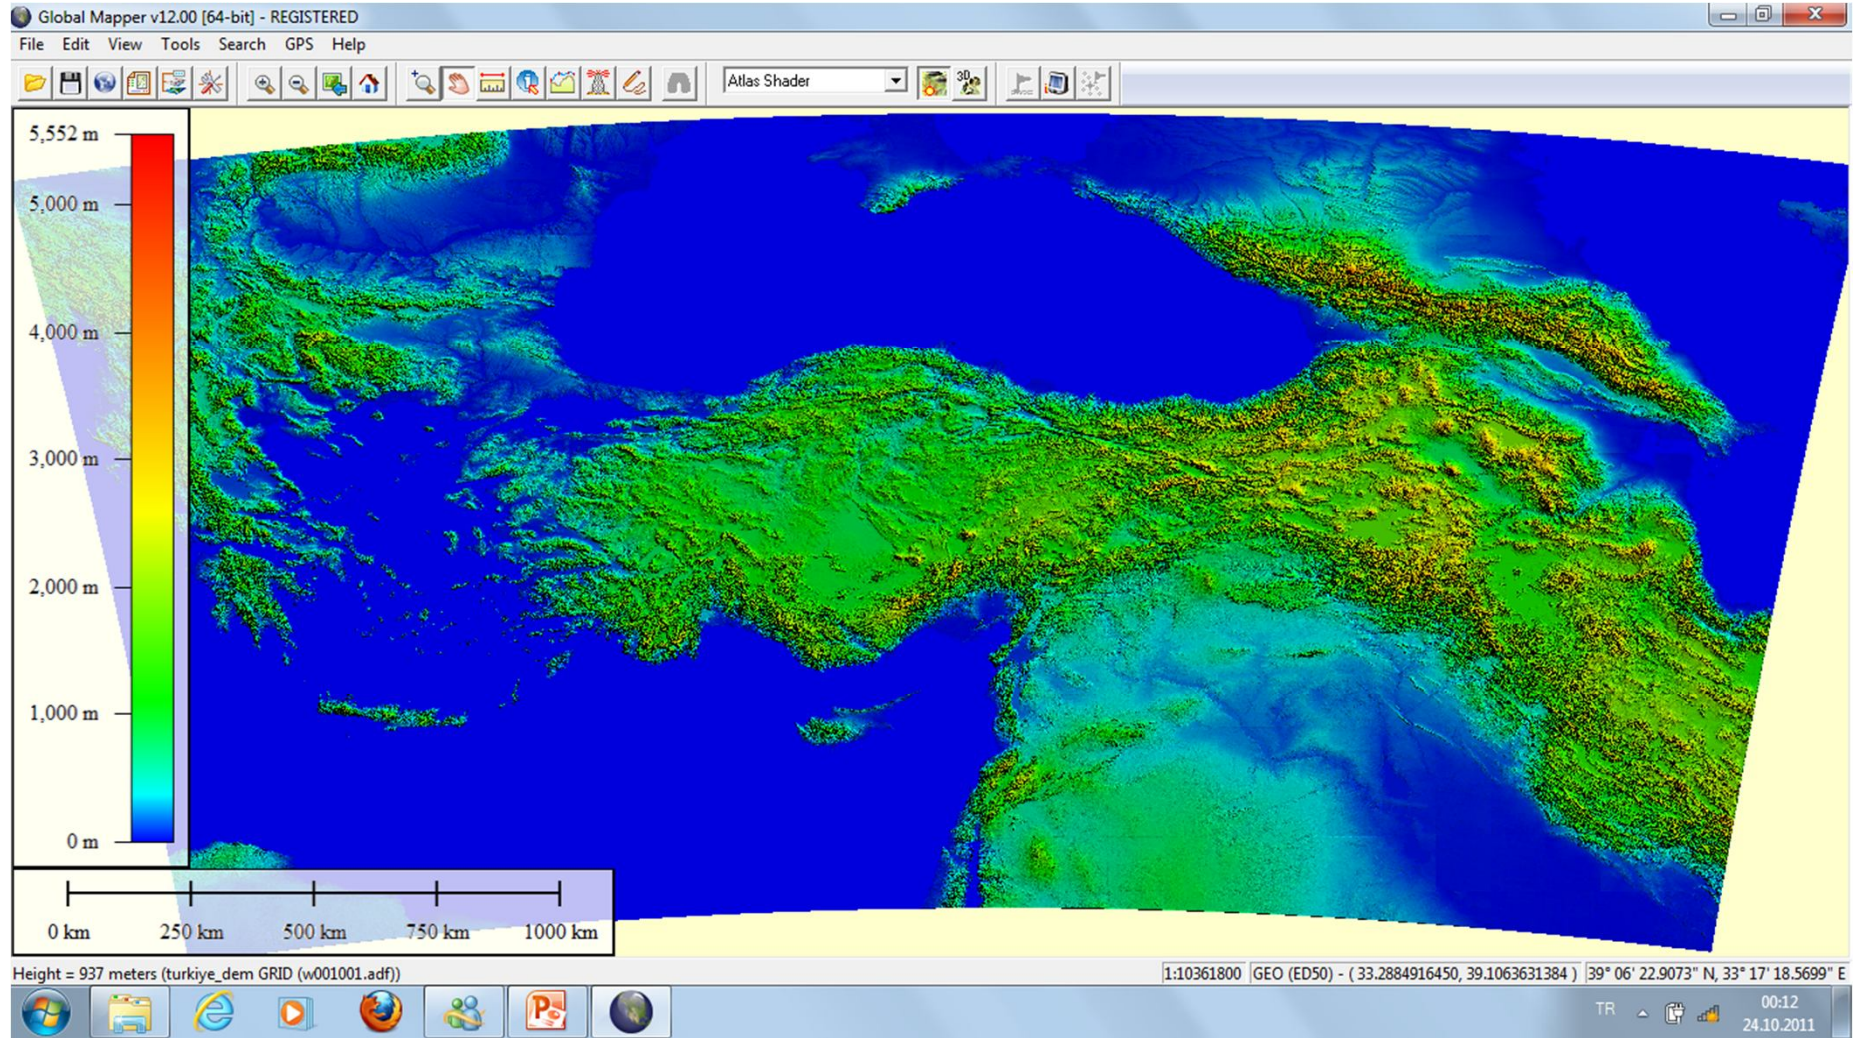 Global Mapper v12.00 [64-bit] - REGISTERED
File Edit View Tools Search GPS Help
Atlas Shader
3D
5,552 m
5,000 m
4,000 m
3,000 m
2,000 m
1,000 m
0 m
0 km 250 km 500 km 750 km 1000 km
Height = 937 meters (turkiye_dem GRID (w001001.adf))
1:10361800 GEO (ED50) - ( 33.2884916450, 39.1063631384 ) 39° 06' 22.9073" N, 33° 17' 18.5699" E
TR
00:12
24.10.2011